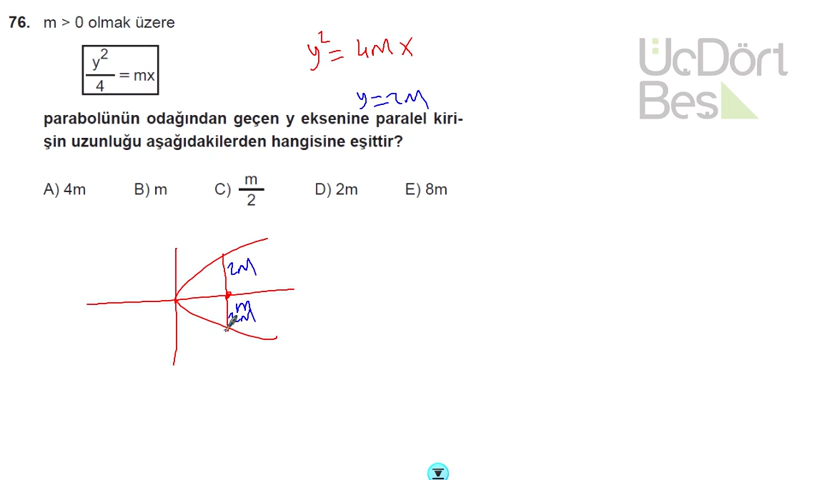 76. m > 0 olmak üzere
y² = 4m x
y²/4 = mx
y = 2m
parabolünün odağından geçen y eksenine paralel kiri-
şin uzunluğu aşağıdakilerden hangisine eşittir?
A) 4m B) m C) m/2 D) 2m E) 8m
2m
m
2m
ÜçDört
Beş